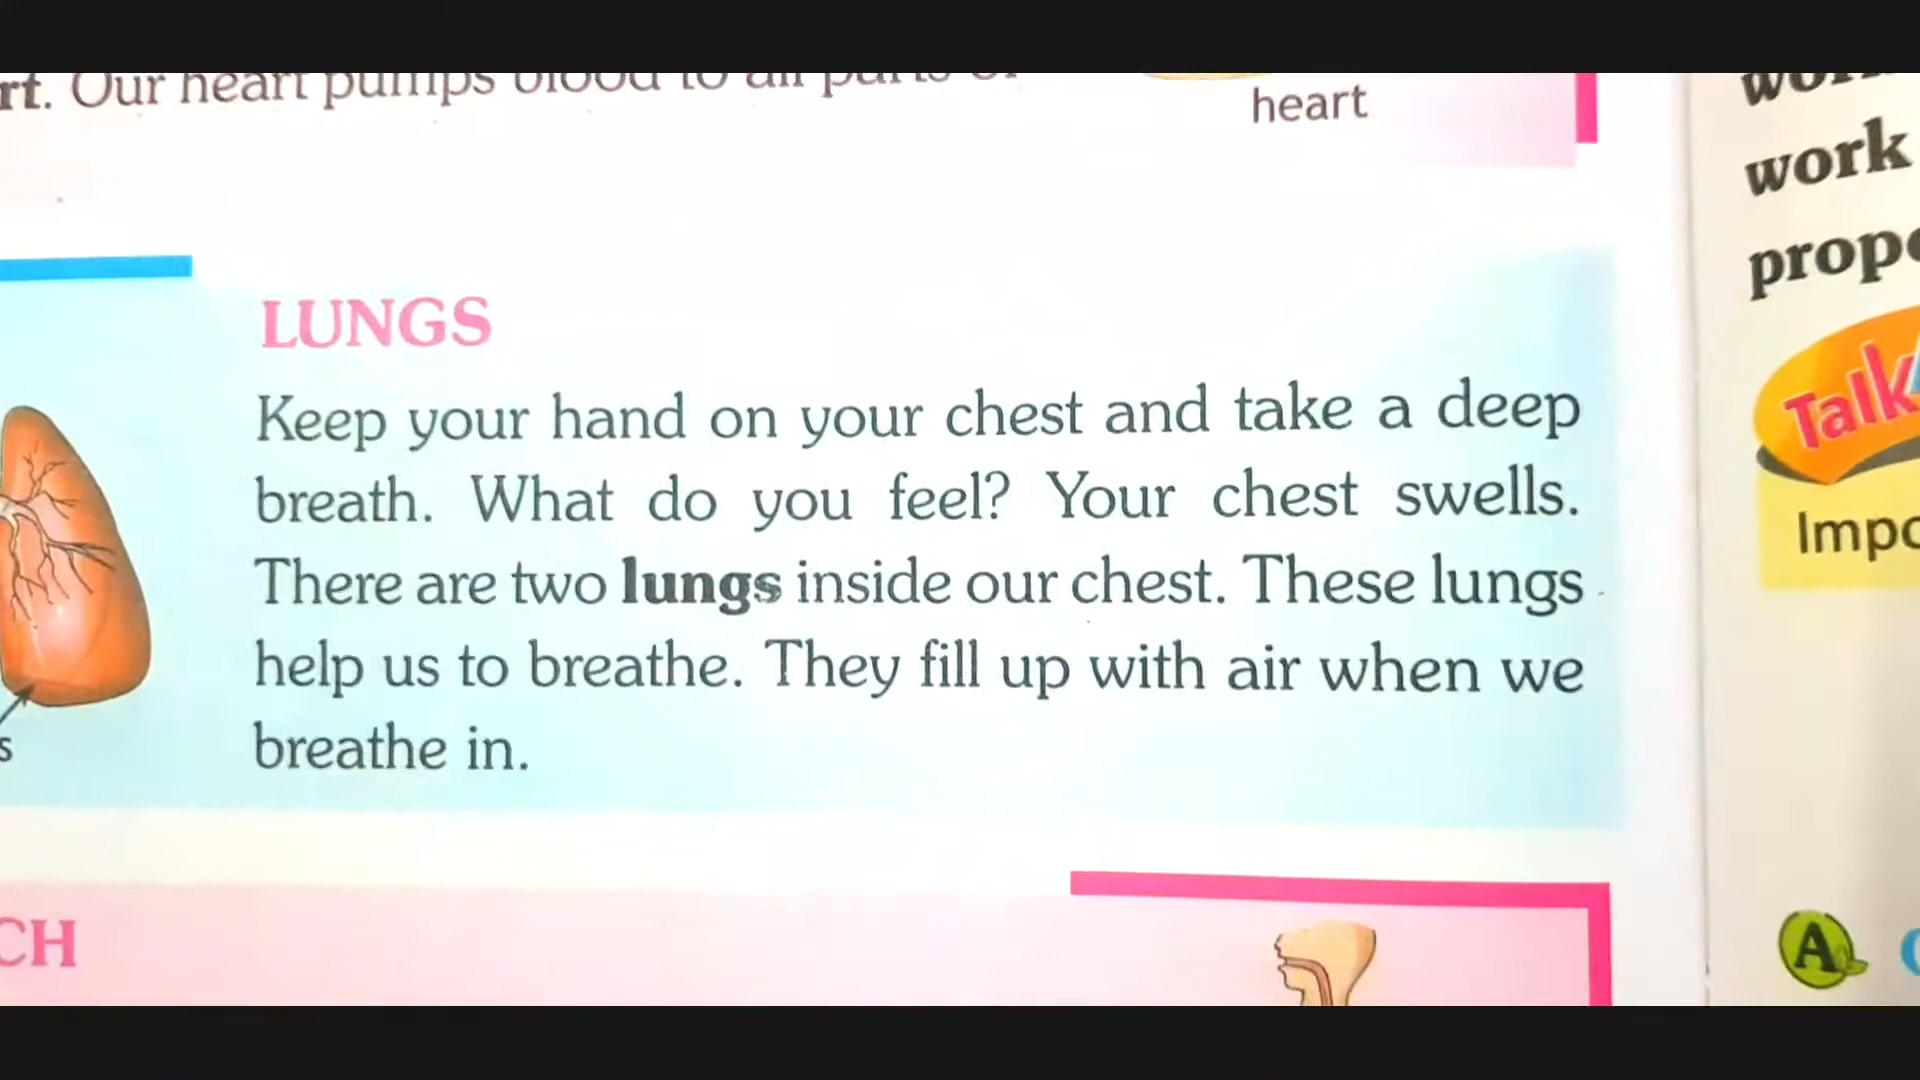 rt. Our heart pumps blood to all parts of
heart
LUNGS
Keep your hand on your chest and take a deep
breath. What do you feel? Your chest swells.
There are two lungs inside our chest. These lungs
help us to breathe. They fill up with air when we
breathe in.
s
CH
work
prope
Talk
Impo
A